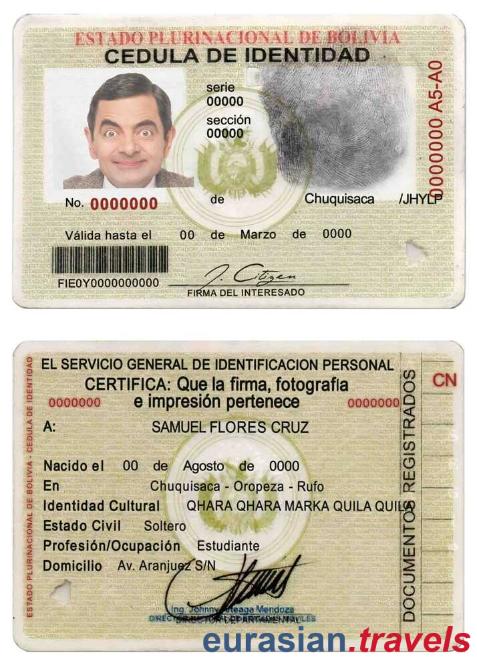 ESTADO PLURINACIONAL DE BOLIVIA
CEDULA DE IDENTIDAD
serie
00000
sección
00000
0000000 A5-A0
No. 0000000 de Chuquisaca /JHYLP
Válida hasta el 00 de Marzo de 0000
FIE0Y0000000000
J. Citizen
FIRMA DEL INTERESADO
EL SERVICIO GENERAL DE IDENTIFICACION PERSONAL
CERTIFICA: Que la firma, fotografia
0000000 e impresión pertenece 0000000
CN
A: SAMUEL FLORES CRUZ
Nacido el 00 de Agosto de 0000
En Chuquisaca - Oropeza - Rufo
Identidad Cultural QHARA QHARA MARKA QUILA QUILA
Estado Civil Soltero
Profesión/Ocupación Estudiante
Domicilio Av. Aranjuez S/N
ESTADO PLURINACIONAL DE BOLIVIA - CEDULA DE IDENTIDAD
DOCUMENTOS REGISTRADOS
Ing. Johnny Arteaga Mendoza
DIRECTOR DEPARTAMENTAL
eurasian.travels